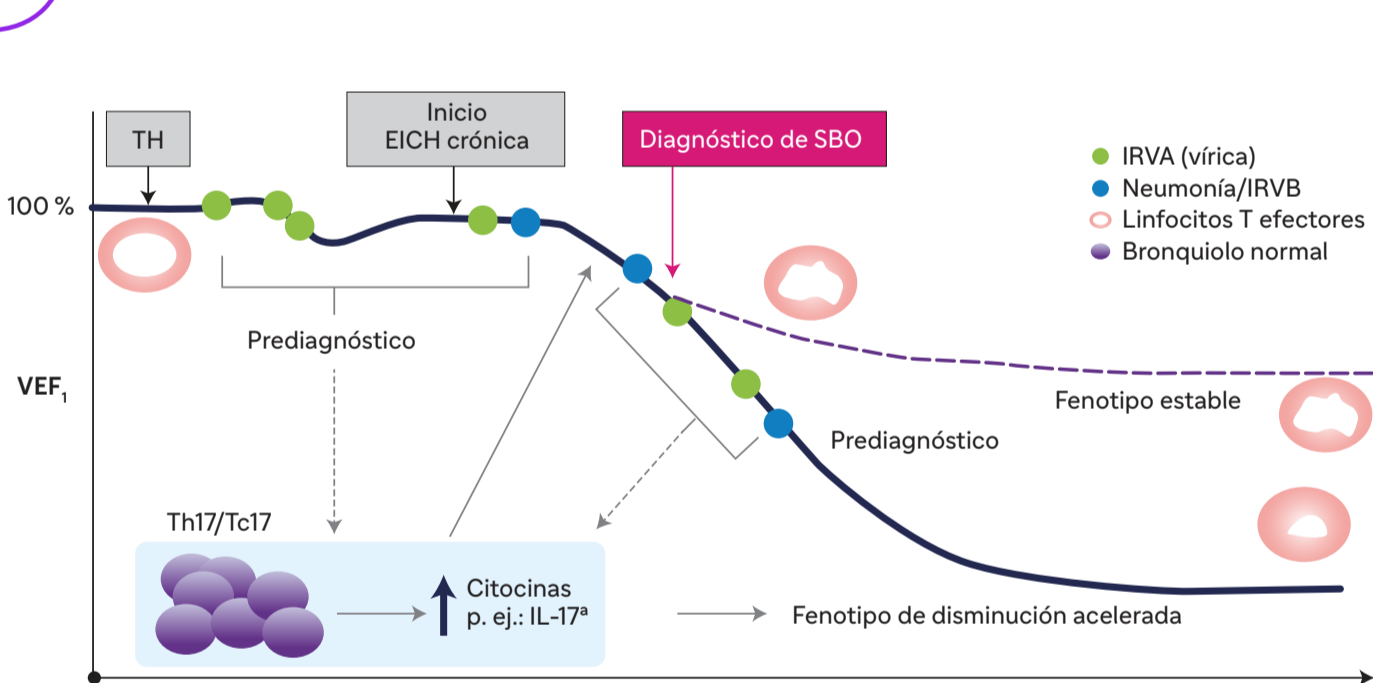 TH
Inicio
EICH crónica
Diagnóstico de SBO
IRVA (vírica)
Neumonía/IRVB
Linfocitos T efectores
Bronquiolo normal
100 %
Prediagnóstico
VEF₁
Fenotipo estable
Prediagnóstico
Th17/Tc17
Citocinas
p. ej.: IL-17ª
Fenotipo de disminución acelerada